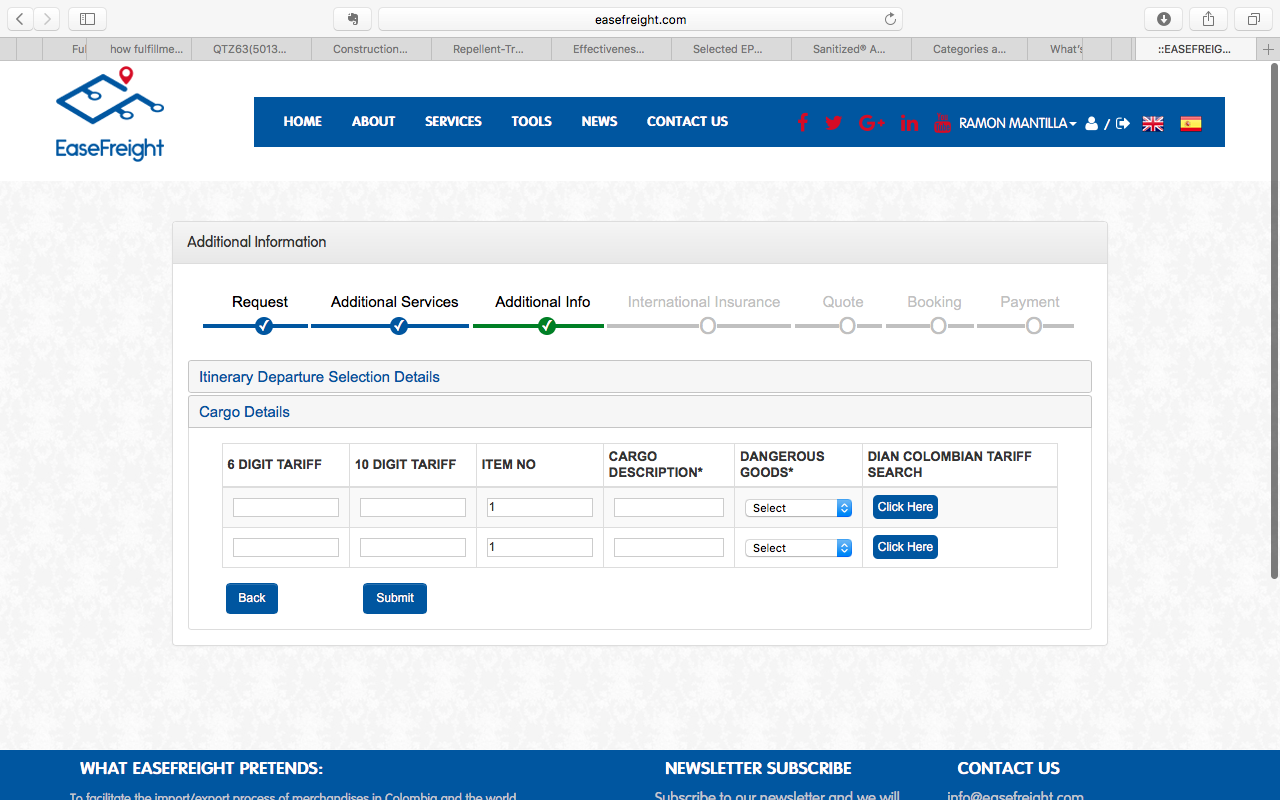 easefreight.com
Ful
how fulfillme...
QTZ63(5013...
Construction...
Repellent-Tr...
Effectivenes...
Selected EP...
Sanitized® A...
Categories a...
What's
::EASEFREIG...
EaseFreight
HOME ABOUT SERVICES TOOLS NEWS CONTACT US
RAMON MANTILLA /
Additional Information
Request Additional Services Additional Info International Insurance Quote Booking Payment
Itinerary Departure Selection Details
Cargo Details
6 DIGIT TARIFF 10 DIGIT TARIFF ITEM NO CARGO DESCRIPTION* DANGEROUS GOODS* DIAN COLOMBIAN TARIFF SEARCH
1 Select Click Here
1 Select Click Here
Back Submit
WHAT EASEFREIGHT PRETENDS: NEWSLETTER SUBSCRIBE CONTACT US
To facilitate the import/export process of merchandises in Colombia and the world Subscribe to our newsletter and we will info@easefreight.com